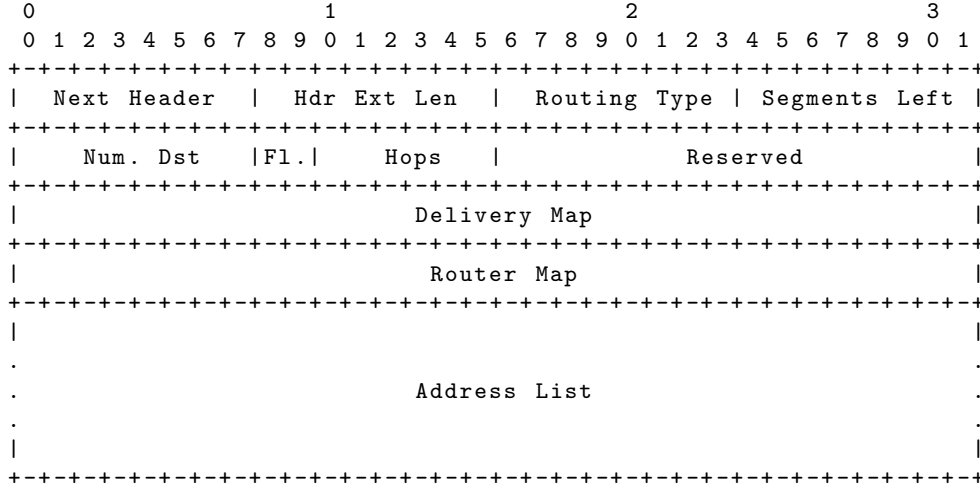 0                   1                   2                   3
 0 1 2 3 4 5 6 7 8 9 0 1 2 3 4 5 6 7 8 9 0 1 2 3 4 5 6 7 8 9 0 1
+-+-+-+-+-+-+-+-+-+-+-+-+-+-+-+-+-+-+-+-+-+-+-+-+-+-+-+-+-+-+-+-+
|  Next Header  |  Hdr Ext Len  |  Routing Type | Segments Left |
+-+-+-+-+-+-+-+-+-+-+-+-+-+-+-+-+-+-+-+-+-+-+-+-+-+-+-+-+-+-+-+-+
|    Num. Dst   |Fl.|    Hops   |            Reserved           |
+-+-+-+-+-+-+-+-+-+-+-+-+-+-+-+-+-+-+-+-+-+-+-+-+-+-+-+-+-+-+-+-+
|                          Delivery Map                         |
+-+-+-+-+-+-+-+-+-+-+-+-+-+-+-+-+-+-+-+-+-+-+-+-+-+-+-+-+-+-+-+-+
|                           Router Map                          |
+-+-+-+-+-+-+-+-+-+-+-+-+-+-+-+-+-+-+-+-+-+-+-+-+-+-+-+-+-+-+-+-+
|                                                               |
.                                                               .
.                          Address List                         .
.                                                               .
|                                                               |
+-+-+-+-+-+-+-+-+-+-+-+-+-+-+-+-+-+-+-+-+-+-+-+-+-+-+-+-+-+-+-+-+